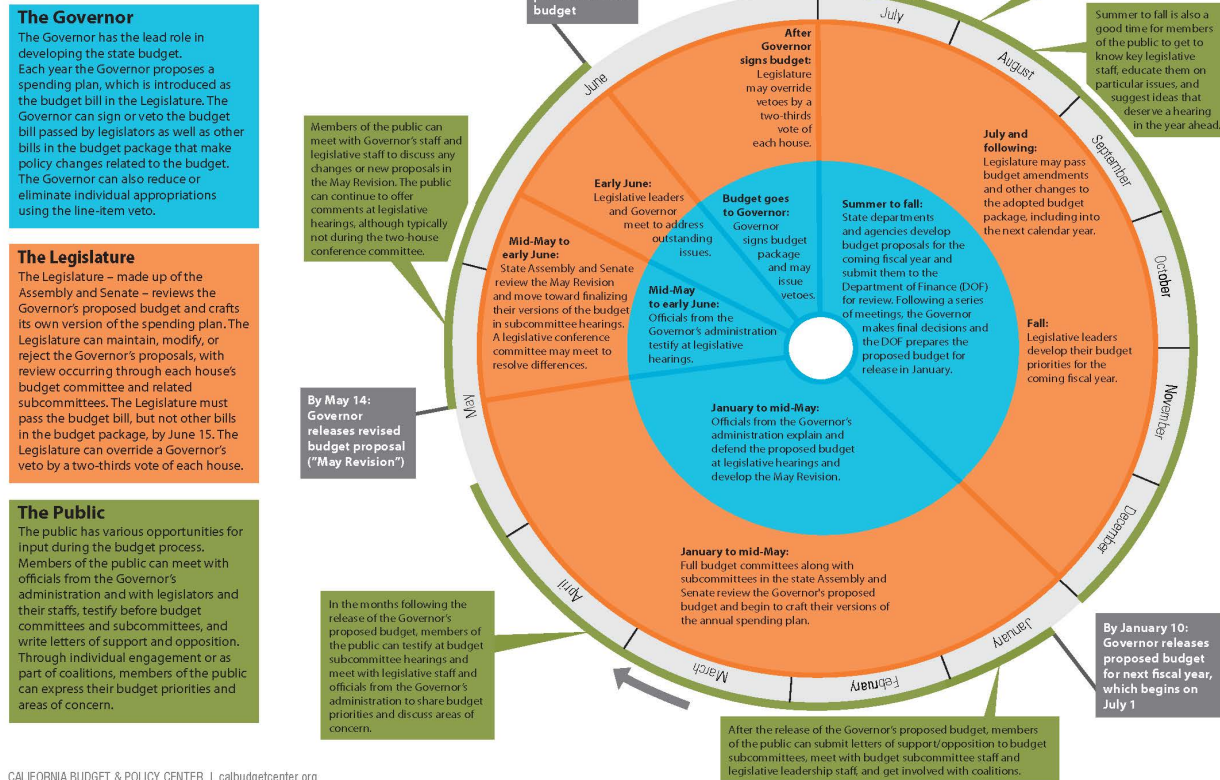 The Governor
The Governor has the lead role in
developing the state budget.
Each year the Governor proposes a
spending plan, which is introduced as
the budget bill in the Legislature. The
Governor can sign or veto the budget
bill passed by legislators as well as other
bills in the budget package that make
policy changes related to the budget.
The Governor can also reduce or
eliminate individual appropriations
using the line-item veto.
The Legislature
The Legislature – made up of the
Assembly and Senate – reviews the
Governor's proposed budget and crafts
its own version of the spending plan. The
Legislature can maintain, modify, or
reject the Governor's proposals, with
review occurring through each house's
budget committee and related
subcommittees. The Legislature must
pass the budget bill, but not other bills
in the budget package, by June 15. The
Legislature can override a Governor's
veto by a two-thirds vote of each house.
The Public
The public has various opportunities for
input during the budget process.
Members of the public can meet with
officials from the Governor's
administration and with legislators and
their staffs, testify before budget
committees and subcommittees, and
write letters of support and opposition.
Through individual engagement or as
part of coalitions, members of the public
can express their budget priorities and
areas of concern.
CALIFORNIA BUDGET & POLICY CENTER | calbudgetcenter.org
budget
Members of the public can
meet with Governor's staff and
legislative staff to discuss any
changes or new proposals in
the May Revision. The public
can continue to offer
comments at legislative
hearings, although typically
not during the two-house
conference committee.
By May 14:
Governor
releases revised
budget proposal
("May Revision")
In the months following the
release of the Governor's
proposed budget, members of
the public can testify at budget
subcommittee hearings and
meet with legislative staff and
officials from the Governor's
administration to share budget
priorities and discuss areas of
concern.
After the release of the Governor's proposed budget, members
of the public can submit letters of support/opposition to budget
subcommittees, meet with budget subcommittee staff and
legislative leadership staff, and get involved with coalitions.
By January 10:
Governor releases
proposed budget
for next fiscal year,
which begins on
July 1
Summer to fall is also a
good time for members
of the public to get to
know key legislative
staff, educate them on
particular issues, and
suggest ideas that
deserve a hearing
in the year ahead.
July
August
September
October
November
December
January
February
March
April
May
June
After
Governor
signs budget:
Legislature
may override
vetoes by a
two-thirds
vote of
each house.
July and
following:
Legislature may pass
budget amendments
and other changes to
the adopted budget
package, including into
the next calendar year.
Fall:
Legislative leaders
develop their budget
priorities for the
coming fiscal year.
January to mid-May:
Full budget committees along with
subcommittees in the state Assembly and
Senate review the Governor's proposed
budget and begin to craft their versions of
the annual spending plan.
Mid-May to
early June:
State Assembly and Senate
review the May Revision
and move toward finalizing
their versions of the budget
in subcommittee hearings.
A legislative conference
committee may meet to
resolve differences.
Early June:
Legislative leaders
and Governor
meet to address
outstanding
issues.
Budget goes
to Governor:
Governor
signs budget
package
and may
issue
vetoes.
Summer to fall:
State departments
and agencies develop
budget proposals for the
coming fiscal year and
submit them to the
Department of Finance (DOF)
for review. Following a series
of meetings, the Governor
makes final decisions and
the DOF prepares the
proposed budget for
release in January.
Mid-May
to early June:
Officials from the
Governor's administration
testify at legislative
hearings.
January to mid-May:
Officials from the Governor's
administration explain and
defend the proposed budget
at legislative hearings and
develop the May Revision.